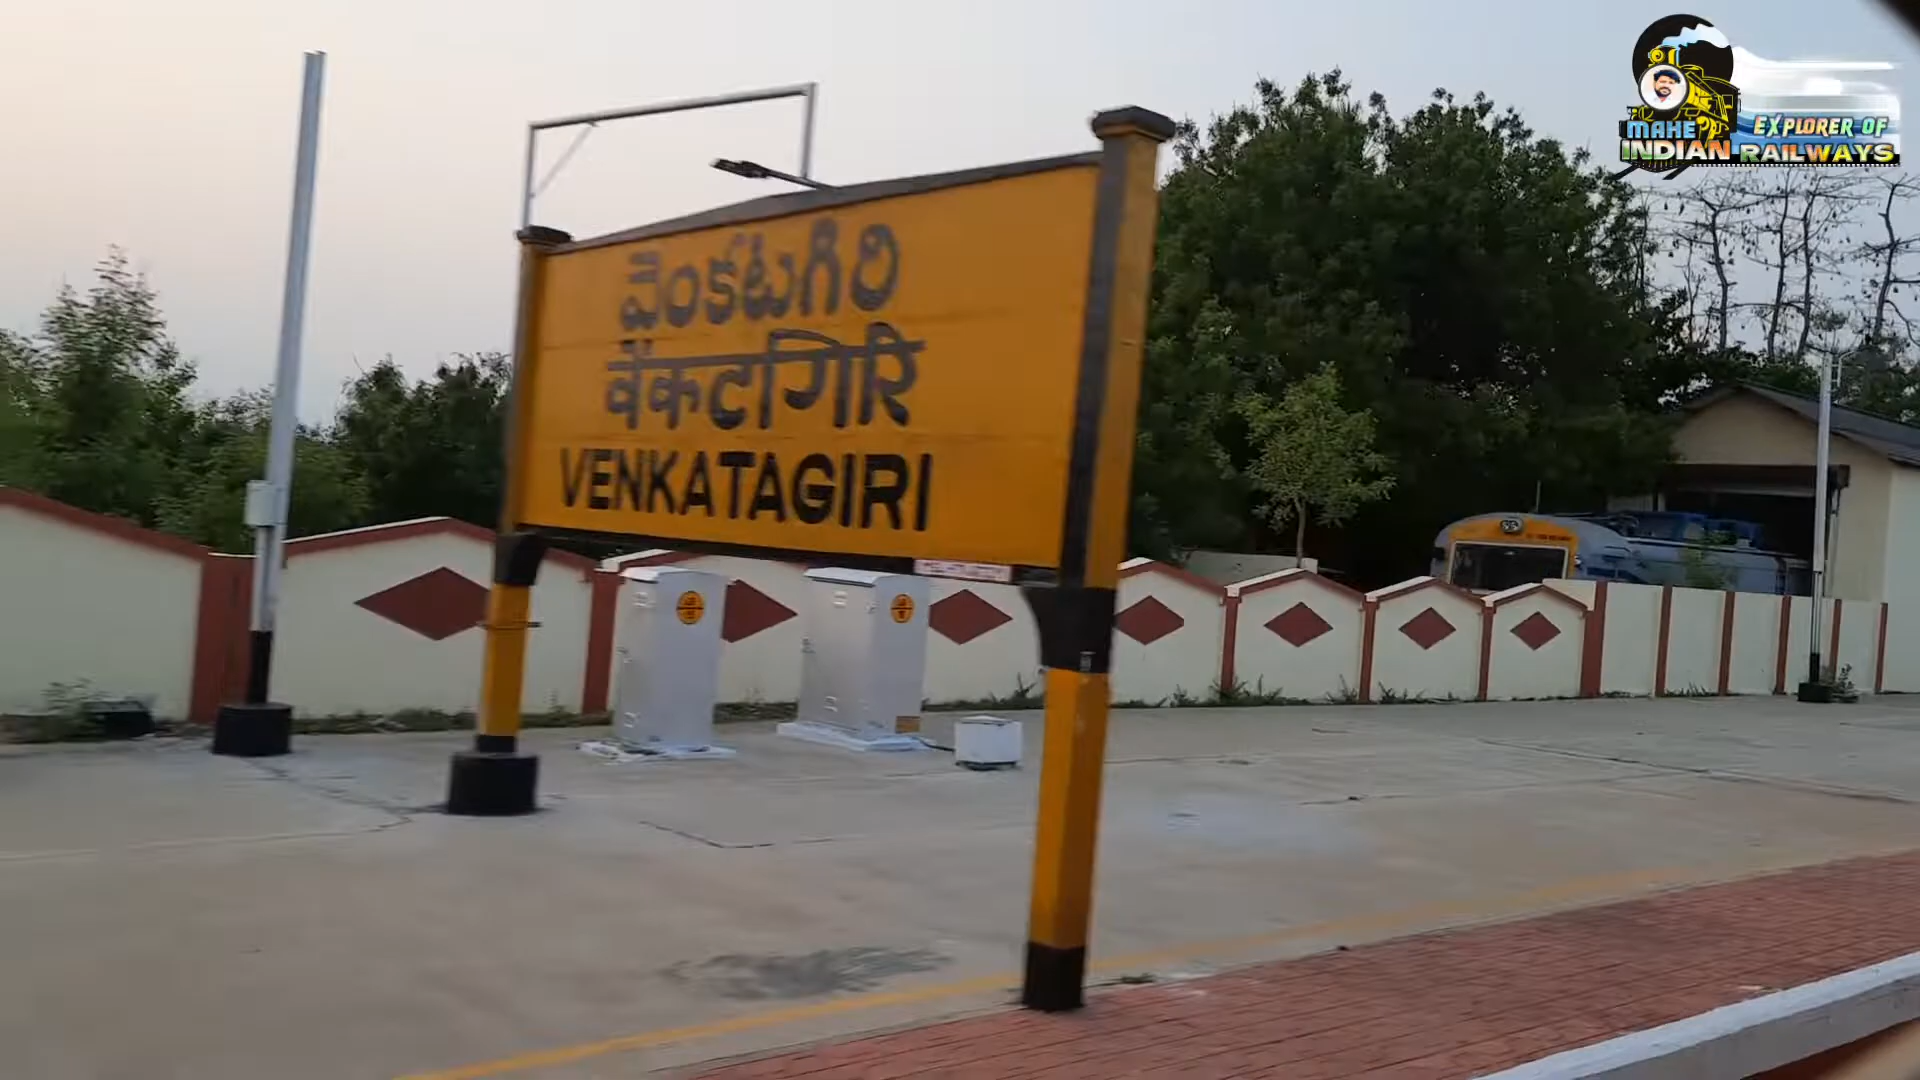 వెంకటగిరి
वेंकटगिरि
VENKATAGIRI
MAHE
INDIAN
EXPLORER OF
RAILWAYS